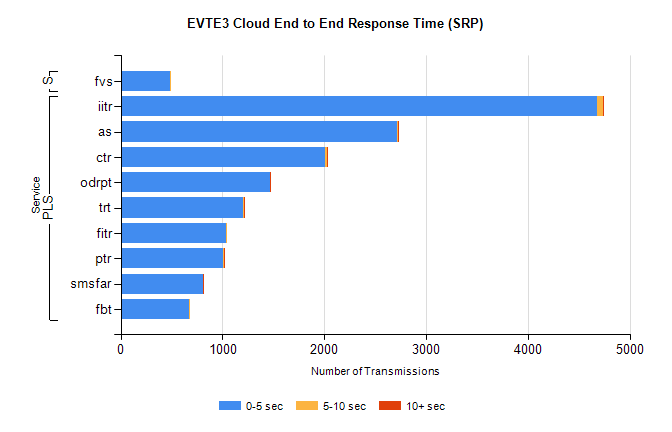 EVTE3 Cloud End to End Response Time (SRP)
S
fvs
iitr
as
ctr
odrpt
trt
fitr
ptr
smsfar
fbt
Service
PLS
0
1000
2000
3000
4000
5000
Number of Transmissions
0-5 sec
5-10 sec
10+ sec